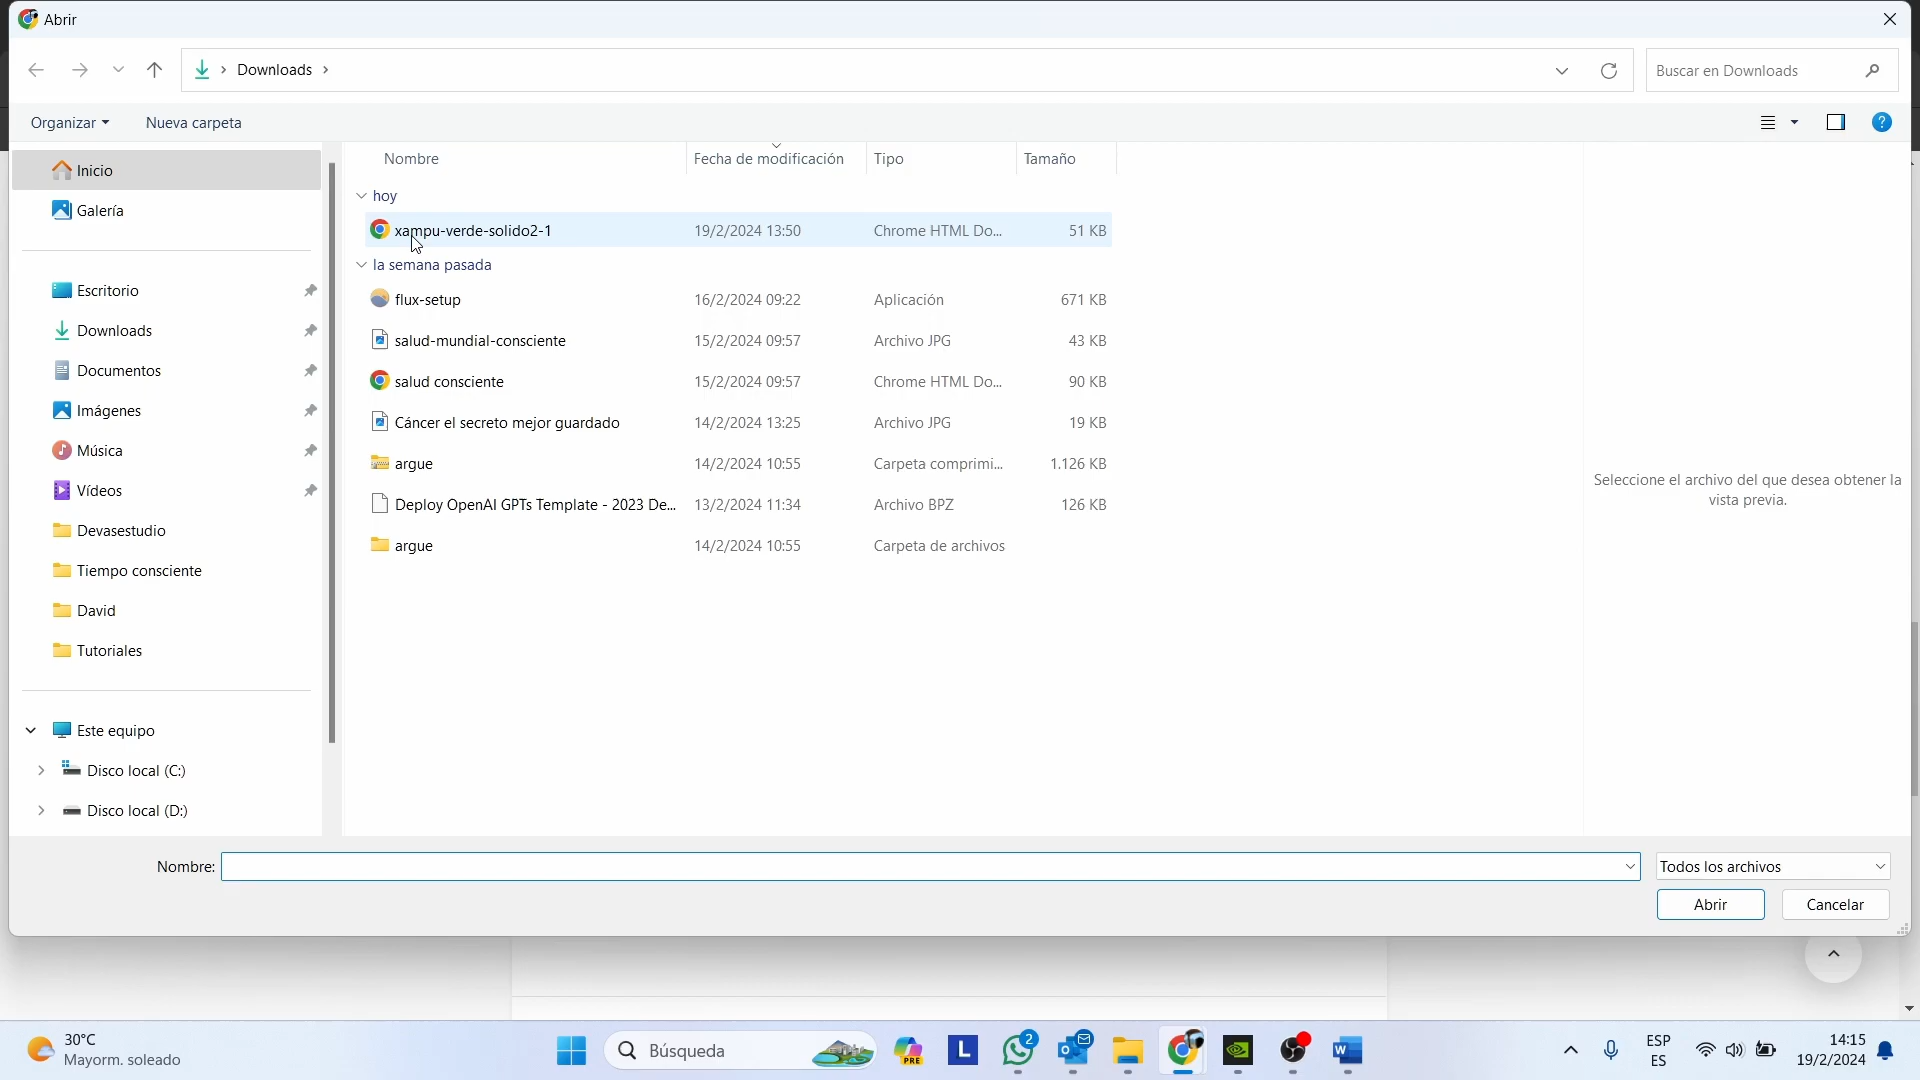 Abrir
Downloads
Buscar en Downloads
Organizar
Nueva carpeta
Nombre
Fecha de modificación
Tipo
Tamaño
Inicio
Galería
Escritorio
Downloads
Documentos
Imágenes
Música
Vídeos
Devasestudio
Tiempo consciente
David
Tutoriales
Este equipo
Disco local (C:)
Disco local (D:)
hoy
xampu-verde-solido2-1 19/2/2024 13:50 Chrome HTML Do... 51 KB
la semana pasada
flux-setup 16/2/2024 09:22 Aplicación 671 KB
salud-mundial-consciente 15/2/2024 09:57 Archivo JPG 43 KB
salud consciente 15/2/2024 09:57 Chrome HTML Do... 90 KB
Cáncer el secreto mejor guardado 14/2/2024 13:25 Archivo JPG 19 KB
argue 14/2/2024 10:55 Carpeta comprimi... 1.126 KB
Deploy OpenAI GPTs Template - 2023 De... 13/2/2024 11:34 Archivo BPZ 126 KB
argue 14/2/2024 10:55 Carpeta de archivos
Seleccione el archivo del que desea obtener la
vista previa.
Nombre:
Todos los archivos
Abrir
Cancelar
30°C
Mayorm. soleado
Búsqueda
PRE
L
2
ESP
ES
14:15
19/2/2024